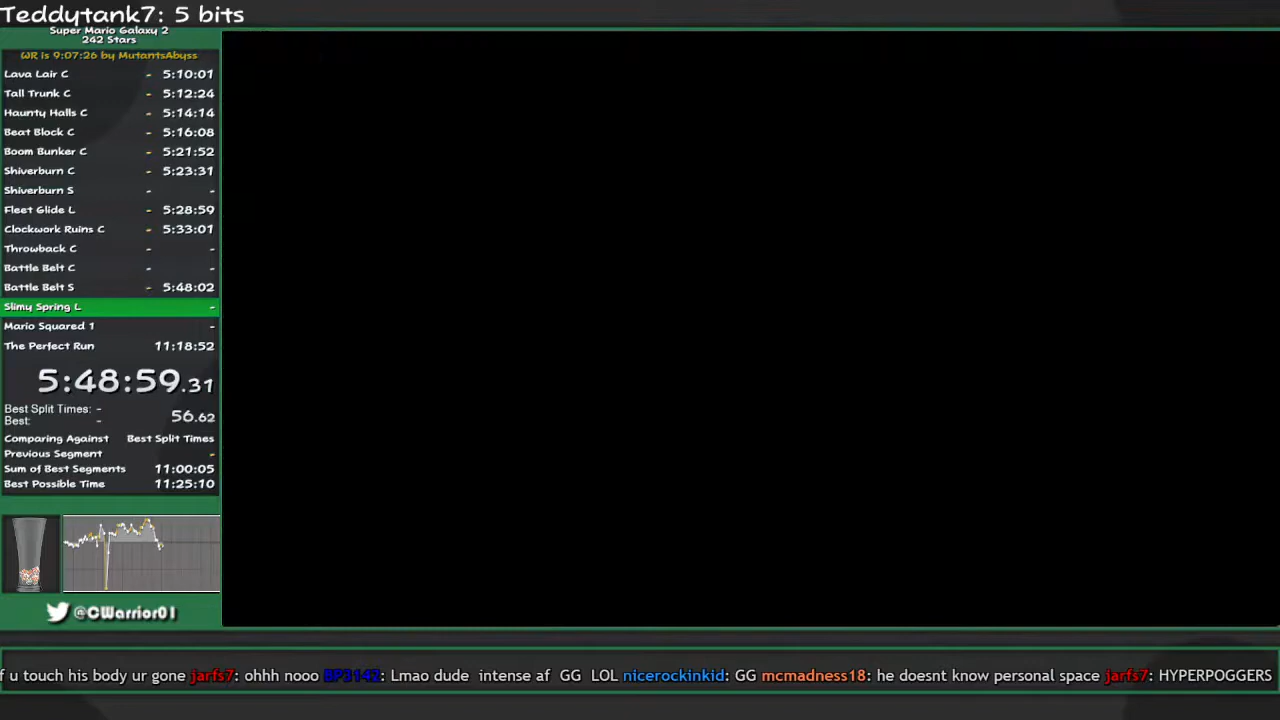 Teddytank7: 5 bits
Super Mario Galaxy 2
242 Stars
WR is 9:07:26 by MutantsAbyss
Lava Lair C - 5:10:01
Tall Trunk C - 5:12:24
Haunty Halls C - 5:14:14
Beat Block C - 5:16:08
Boom Bunker C - 5:21:52
Shiverburn C - 5:23:31
Shiverburn S - -
Fleet Glide L - 5:28:59
Clockwork Ruins C - 5:33:01
Throwback C - -
Battle Belt C - -
Battle Belt S - 5:48:02
Slimy Spring L -
Mario Squared 1 -
The Perfect Run 11:18:52
5:48:59.31
Best Split Times: - 56.62
Best: -
Comparing Against Best Split Times
Previous Segment -
Sum of Best Segments 11:00:05
Best Possible Time 11:25:10
@CWarrior01
f u touch his body ur gone jarfs7: ohhh nooo BP3142: Lmao dude intense af GG LOL nicerockinkid: GG mcmadness18: he doesnt know personal space jarfs7: HYPERPOGGERS